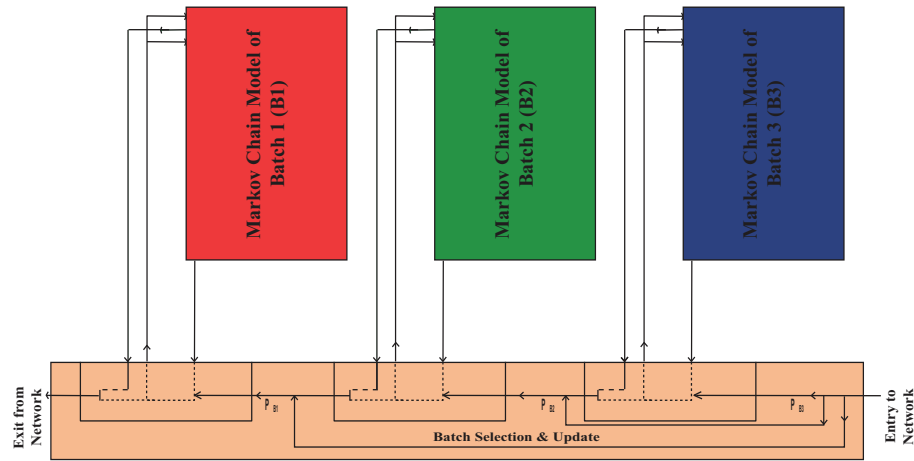 Markov Chain Model of
Batch 1 (B1)
Markov Chain Model of
Batch 2 (B2)
Markov Chain Model of
Batch 3 (B3)
Exit from
Network
P B1
P B2
P B3
Entry to
Network
Batch Selection & Update